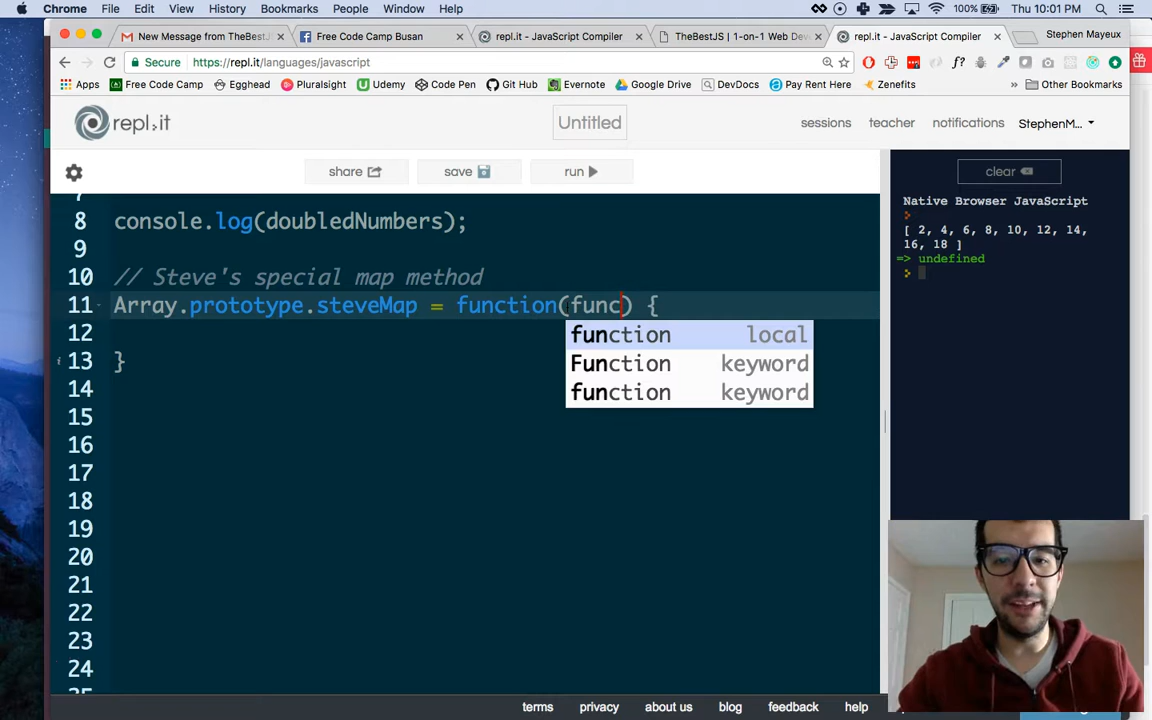 Chrome File Edit View History Bookmarks People Window Help 100% Thu 10:01 PM
New Message from TheBest × Free Code Camp Busan × repl.it - JavaScript Compiler × TheBestJS | 1-on-1 Web Dev × repl.it - JavaScript Compiler × Stephen Mayeux
Secure https://repl.it/languages/javascript f?
Apps Free Code Camp Egghead Pluralsight Udemy Code Pen Git Hub Evernote Google Drive DevDocs Pay Rent Here Zenefits » Other Bookmarks
repl.it Untitled sessions teacher notifications StephenM...
share save run clear
7
8 console.log(doubledNumbers);
9
10 // Steve's special map method
11 Array.prototype.steveMap = function(func) {
12
13 }
14
15
16
17
18
19
20
21
22
23
24
function local
Function keyword
function keyword
Native Browser JavaScript
>
[ 2, 4, 6, 8, 10, 12, 14,
16, 18 ]
=> undefined
>
terms privacy about us blog feedback help